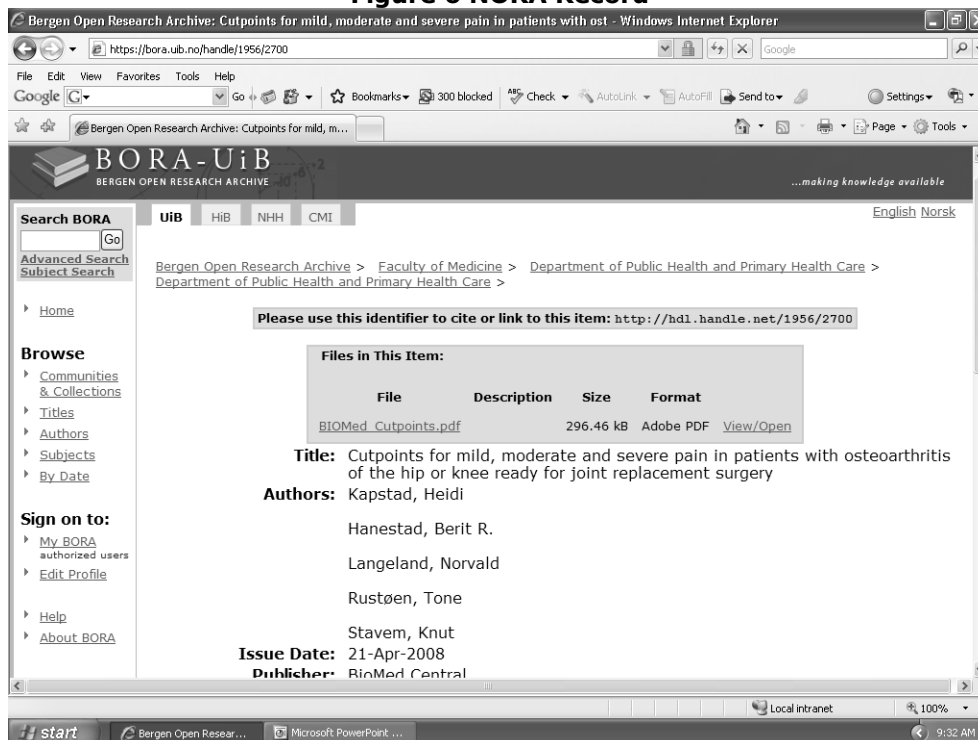 Figure 6 NORA Record
Bergen Open Research Archive: Cutpoints for mild, moderate and severe pain in patients with ost - Windows Internet Explorer
https://bora.uib.no/handle/1956/2700
Google
File Edit View Favorites Tools Help
Google G Go Bookmarks 300 blocked Check AutoLink AutoFill Send to Settings
Bergen Open Research Archive: Cutpoints for mild, m...
Page Tools
BORA-UiB
BERGEN OPEN RESEARCH ARCHIVE
...making knowledge available
Search BORA
Go
Advanced Search
Subject Search
Home
Browse
Communities
& Collections
Titles
Authors
Subjects
By Date
Sign on to:
My BORA
authorized users
Edit Profile
Help
About BORA
UiB HiB NHH CMI
English Norsk
Bergen Open Research Archive > Faculty of Medicine > Department of Public Health and Primary Health Care >
Department of Public Health and Primary Health Care >
Please use this identifier to cite or link to this item: http://hdl.handle.net/1956/2700
Files in This Item:
File Description Size Format
BIOMed_Cutpoints.pdf 296.46 kB Adobe PDF View/Open
Title: Cutpoints for mild, moderate and severe pain in patients with osteoarthritis
of the hip or knee ready for joint replacement surgery
Authors: Kapstad, Heidi
Hanestad, Berit R.
Langeland, Norvald
Rustøen, Tone
Stavem, Knut
Issue Date: 21-Apr-2008
Publisher: BioMed Central
Local intranet 100%
start Bergen Open Resear... Microsoft PowerPoint ... 9:32 AM